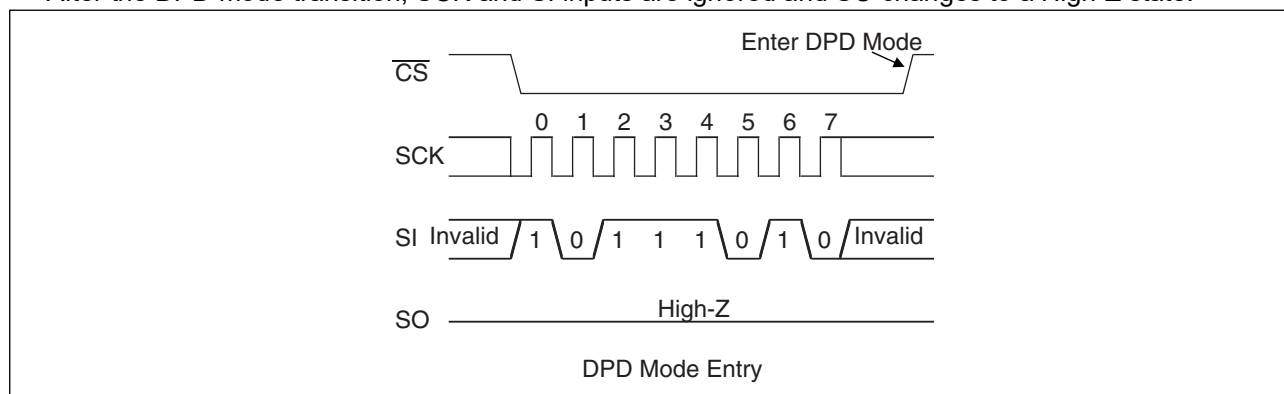 After the DPD mode transition, SCK and SI inputs are ignored and SO changes to a High-Z state.
Enter DPD Mode
CS
0 1 2 3 4 5 6 7
SCK
SI Invalid 1 0 1 1 1 0 1 0 Invalid
High-Z
SO
DPD Mode Entry